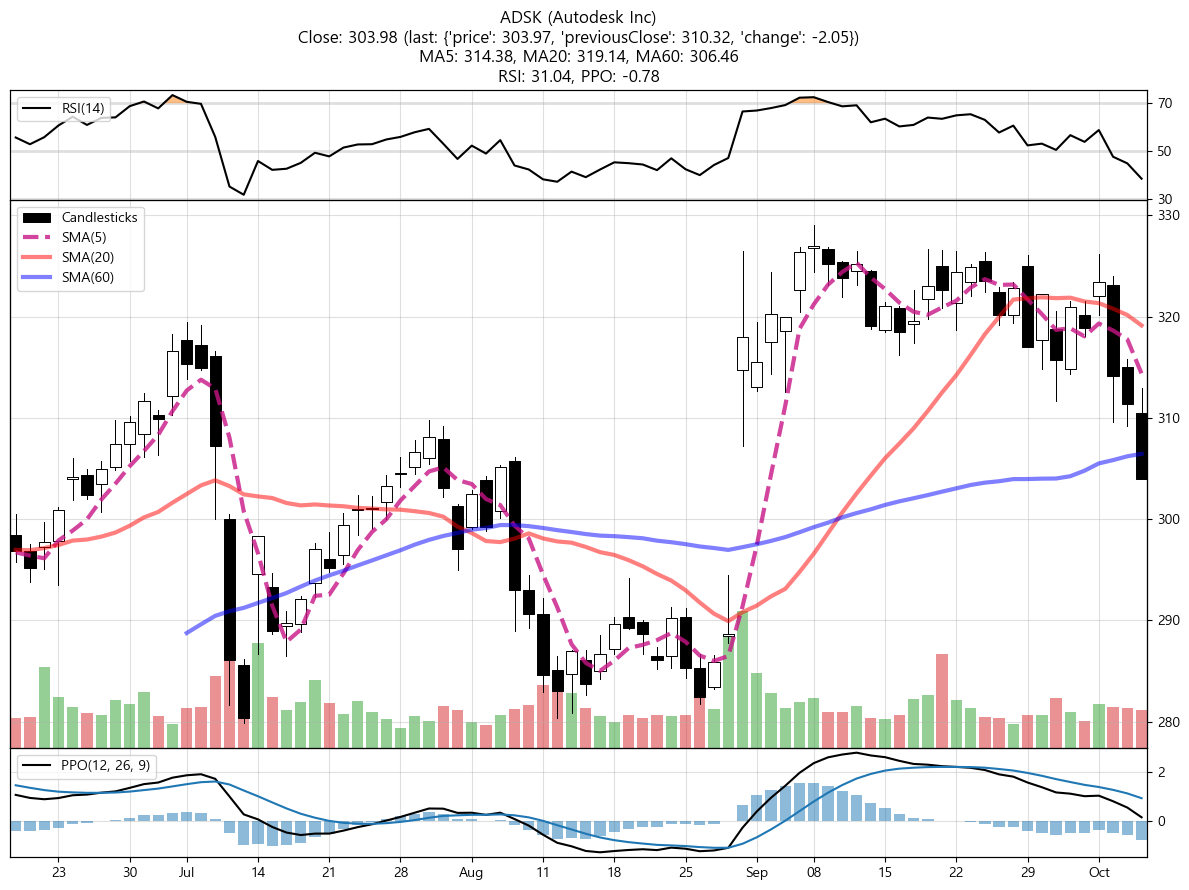 ADSK (Autodesk Inc)
Close: 303.98 (last: {'price': 303.97, 'previousClose': 310.32, 'change': -2.05})
MA5: 314.38, MA20: 319.14, MA60: 306.46
RSI: 31.04, PPO: -0.78
RSI(14)
70
50
30
Candlesticks
SMA(5)
SMA(20)
SMA(60)
330
320
310
300
290
280
PPO(12, 26, 9)
2
0
23 30 Jul 14 21 28 Aug 11 18 25 Sep 08 15 22 29 Oct